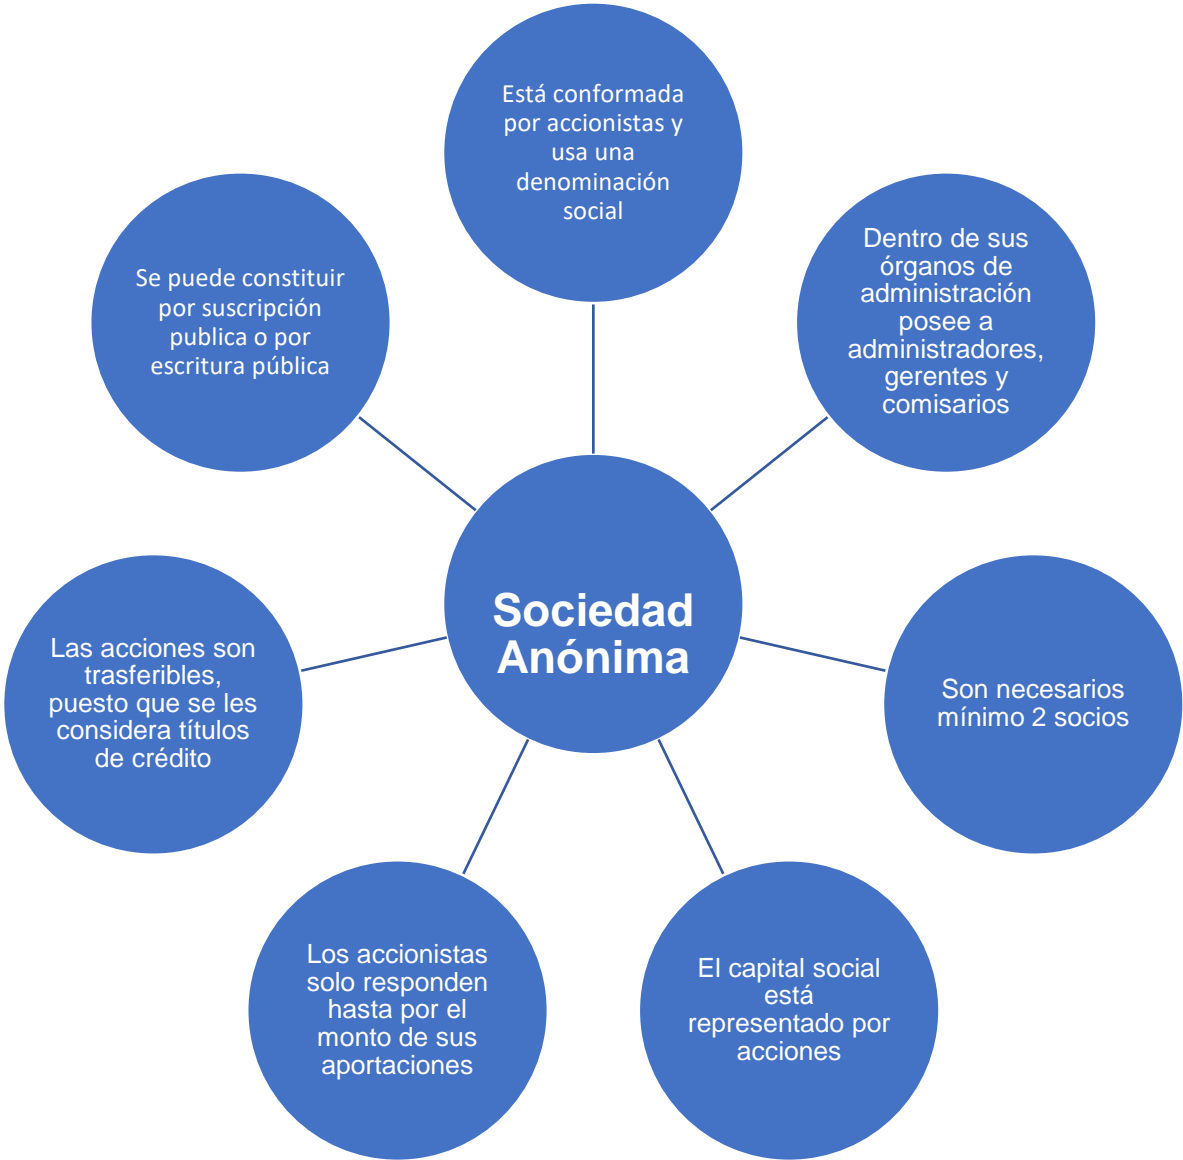 Está conformada
por accionistas y
usa una
denominación
social
Dentro de sus
órganos de
administración
posee a
administradores,
gerentes y
comisarios
Se puede constituir
por suscripción
publica o por
escritura pública
Sociedad
Anónima
Son necesarios
mínimo 2 socios
Las acciones son
trasferibles,
puesto que se les
considera títulos
de crédito
Los accionistas
solo responden
hasta por el
monto de sus
aportaciones
El capital social
está
representado por
acciones